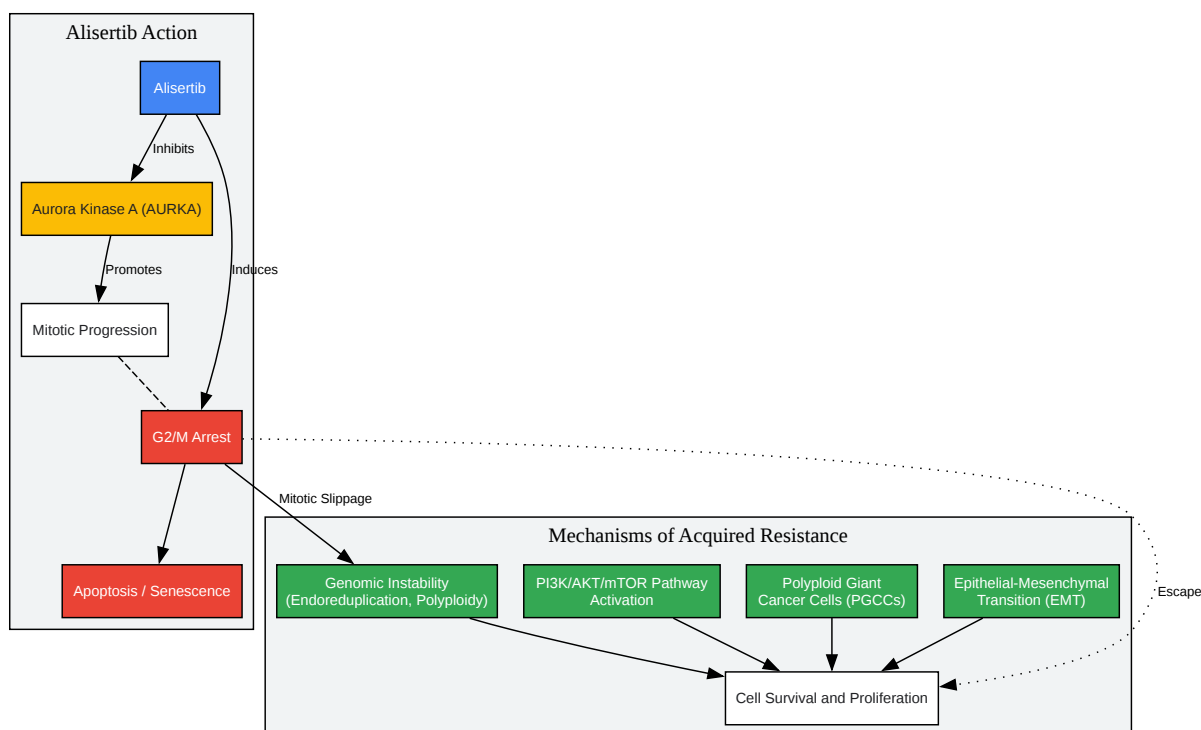 Alisertib Action
Alisertib
Inhibits
Aurora Kinase A (AURKA)
Promotes
Induces
Mitotic Progression
G2/M Arrest
Mitotic Slippage
Apoptosis / Senescence
Mechanisms of Acquired Resistance
Genomic Instability
(Endoreduplication, Polyploidy)
PI3K/AKT/mTOR Pathway
Activation
Polyploid Giant
Cancer Cells (PGCCs)
Epithelial-Mesenchymal
Transition (EMT)
Escape
Cell Survival and Proliferation